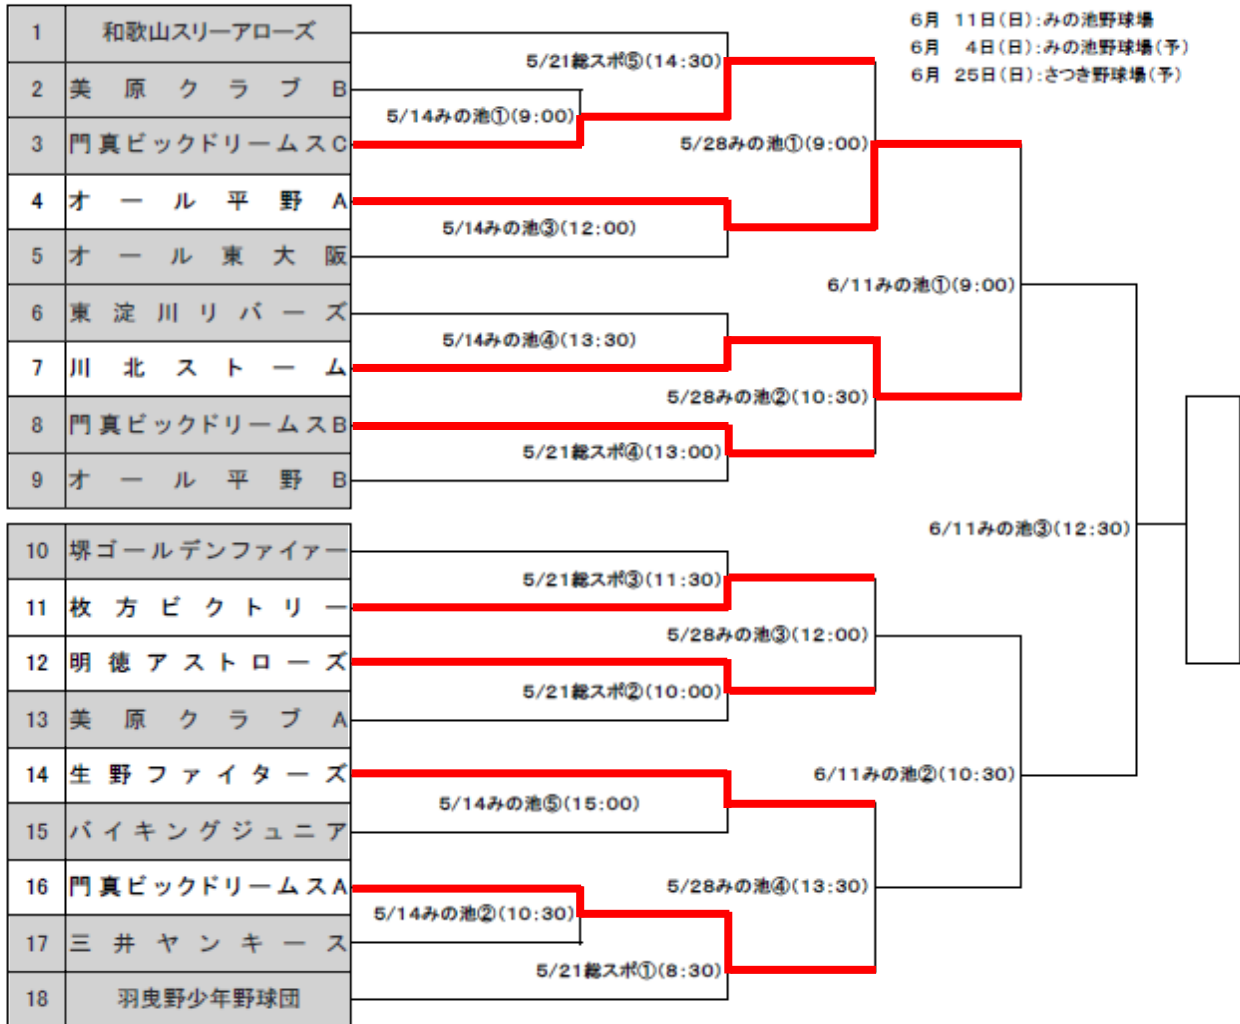 6月 11日(日):みの池野球場
6月 4日(日):みの池野球場(予)
6月 25日(日):さつき野球場(予)
1 和歌山スリーアローズ
5/21総スポ⑤(14:30)
2 美原クラブB
5/14みの池①(9:00)
3 門真ビックドリームスC
5/28みの池①(9:00)
4 オール平野A
5/14みの池③(12:00)
5 オール東大阪
6/11みの池①(9:00)
6 東淀川リバーズ
5/14みの池④(13:30)
7 川北ストーム
5/28みの池②(10:30)
8 門真ビックドリームスB
5/21総スポ④(13:00)
9 オール平野B
6/11みの池③(12:30)
10 堺ゴールデンファイァー
5/21総スポ③(11:30)
11 枚方ビクトリー
5/28みの池③(12:00)
12 明徳アストローズ
5/21総スポ②(10:00)
13 美原クラブA
14 生野ファイターズ
6/11みの池②(10:30)
5/14みの池⑤(15:00)
15 バイキングジュニア
16 門真ビックドリームスA
5/28みの池④(13:30)
5/14みの池②(10:30)
17 三井ヤンキース
5/21総スポ①(8:30)
18 羽曳野少年野球団